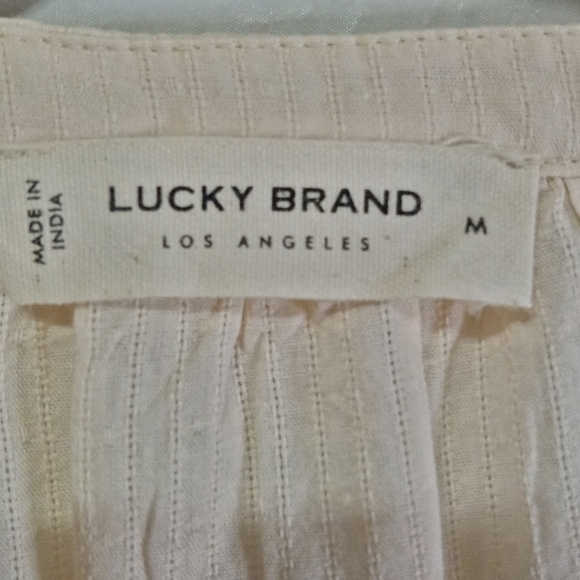 MADE IN
INDIA
LUCKY BRAND
LOS ANGELES
M